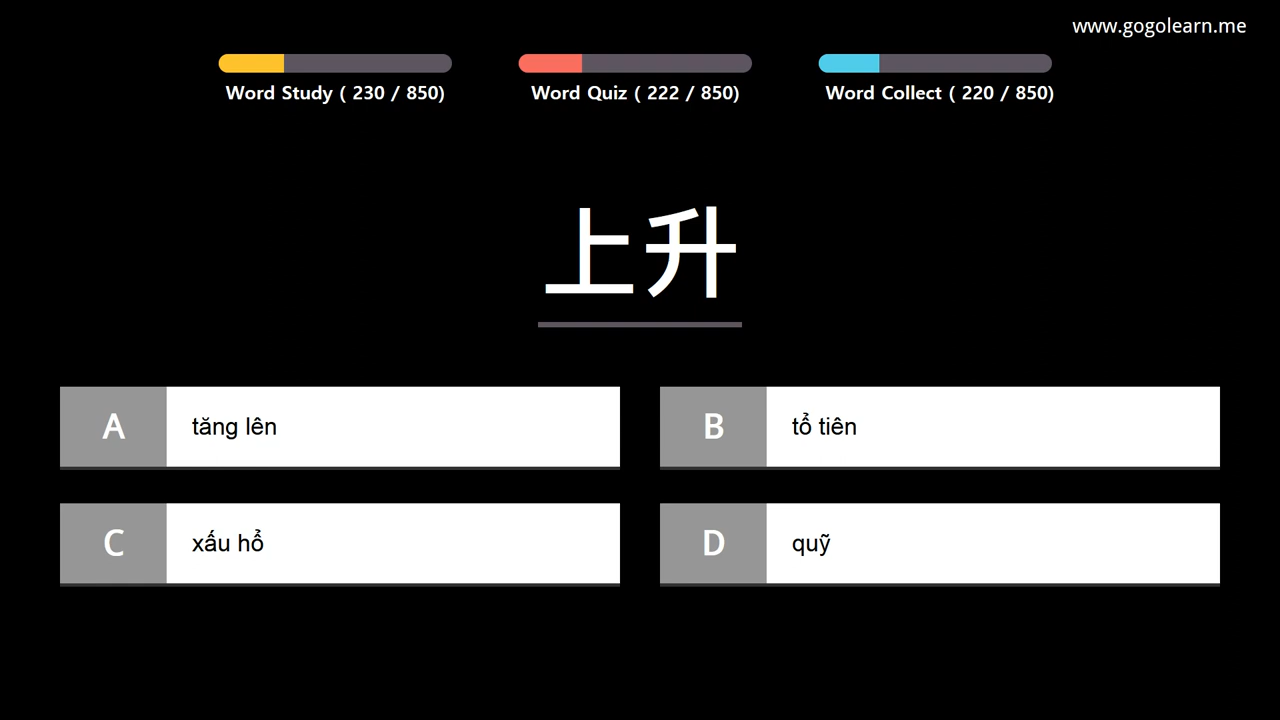 www.gogolearn.me
Word Study ( 230 / 850)
Word Quiz ( 222 / 850)
Word Collect ( 220 / 850)
上升
A tăng lên
B tổ tiên
C xấu hổ
D quỹ